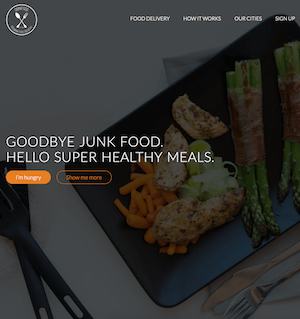 FOOD DELIVERY HOW IT WORKS OUR CITIES SIGN UP
GOODBYE JUNK FOOD.
HELLO SUPER HEALTHY MEALS.
I'm hungry Show me more